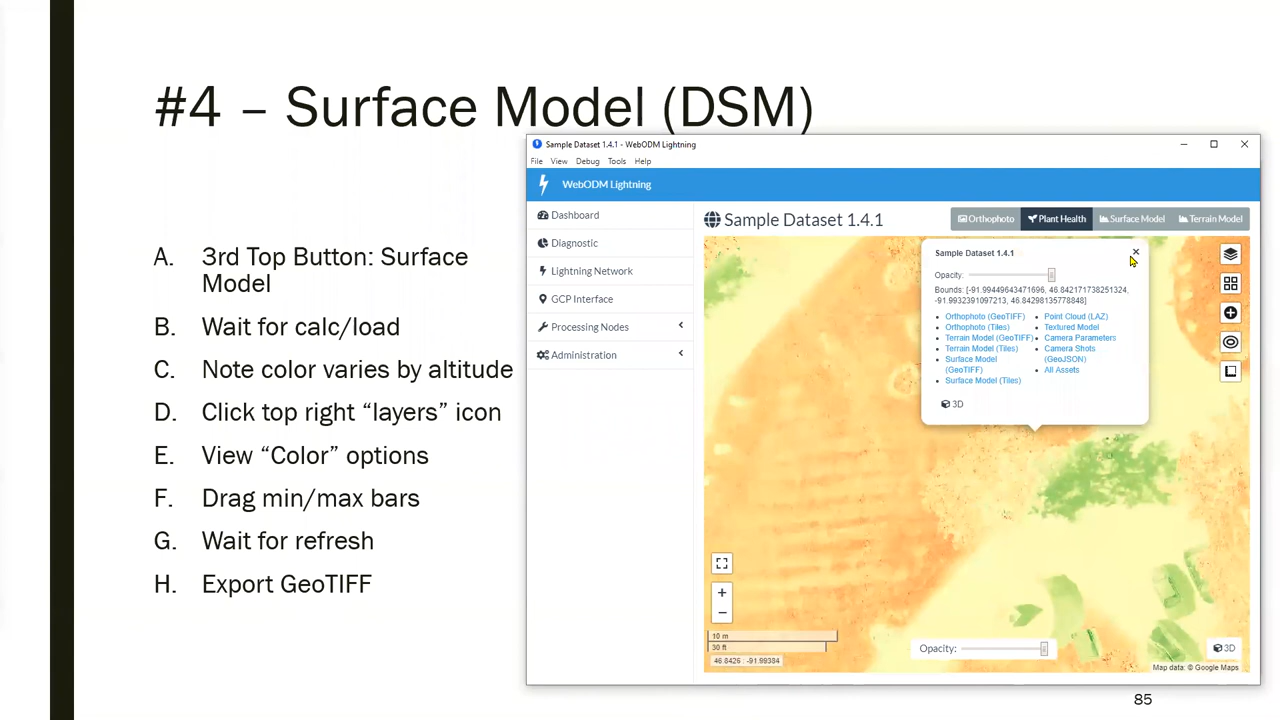 #4 – Surface Model (DSM)
A. 3rd Top Button: Surface
Model
B. Wait for calc/load
C. Note color varies by altitude
D. Click top right “layers” icon
E. View “Color” options
F. Drag min/max bars
G. Wait for refresh
H. Export GeoTIFF
Sample Dataset 1.4.1 - WebODM Lightning
File View Debug Tools Help
WebODM Lightning
Dashboard
Diagnostic
Lightning Network
GCP Interface
Processing Nodes
Administration
Sample Dataset 1.4.1
Orthophoto Plant Health Surface Model Terrain Model
Sample Dataset 1.4.1
Opacity:
Bounds: [-91.99449643471696, 46.842171738251324,
-91.9932391097213, 46.84298135778848]
Orthophoto (GeoTIFF)
Orthophoto (Tiles)
Terrain Model (GeoTIFF)
Terrain Model (Tiles)
Surface Model
(GeoTIFF)
Surface Model (Tiles)
Point Cloud (LAZ)
Textured Model
Camera Parameters
Camera Shots
(GeoJSON)
All Assets
3D
+
−
10 m
30 ft
46.8426 : -91.99384
Opacity:
3D
Map data: © Google Maps
85